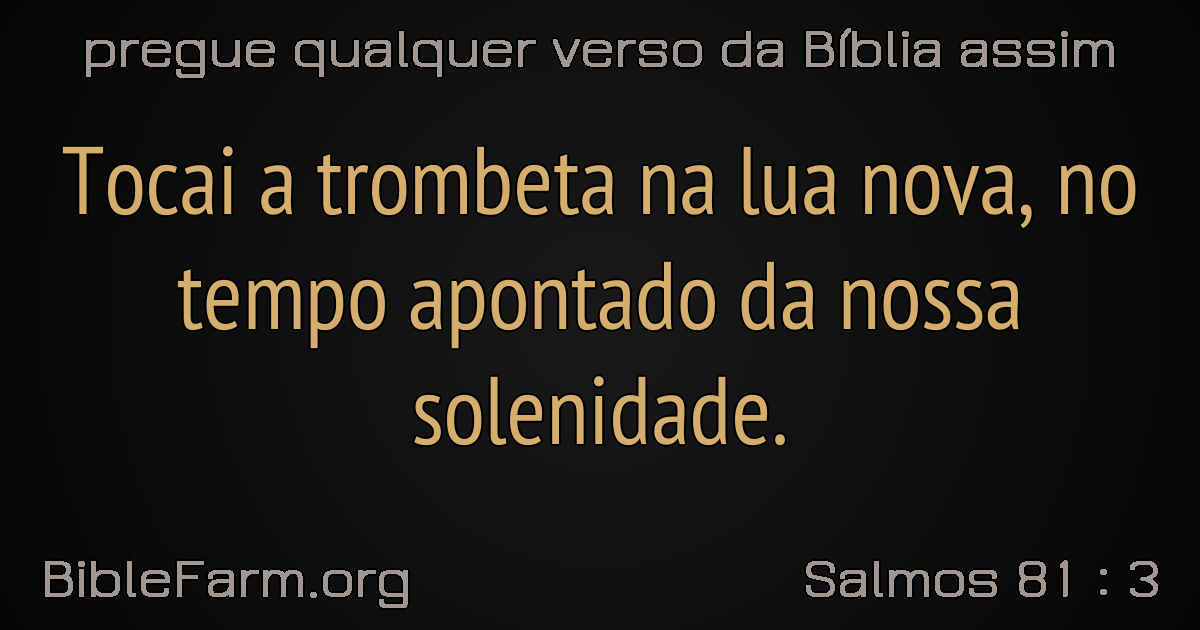 pregue qualquer verso da Bíblia assim
Tocai a trombeta na lua nova, no
tempo apontado da nossa
solenidade.
BibleFarm.org
Salmos 81 : 3